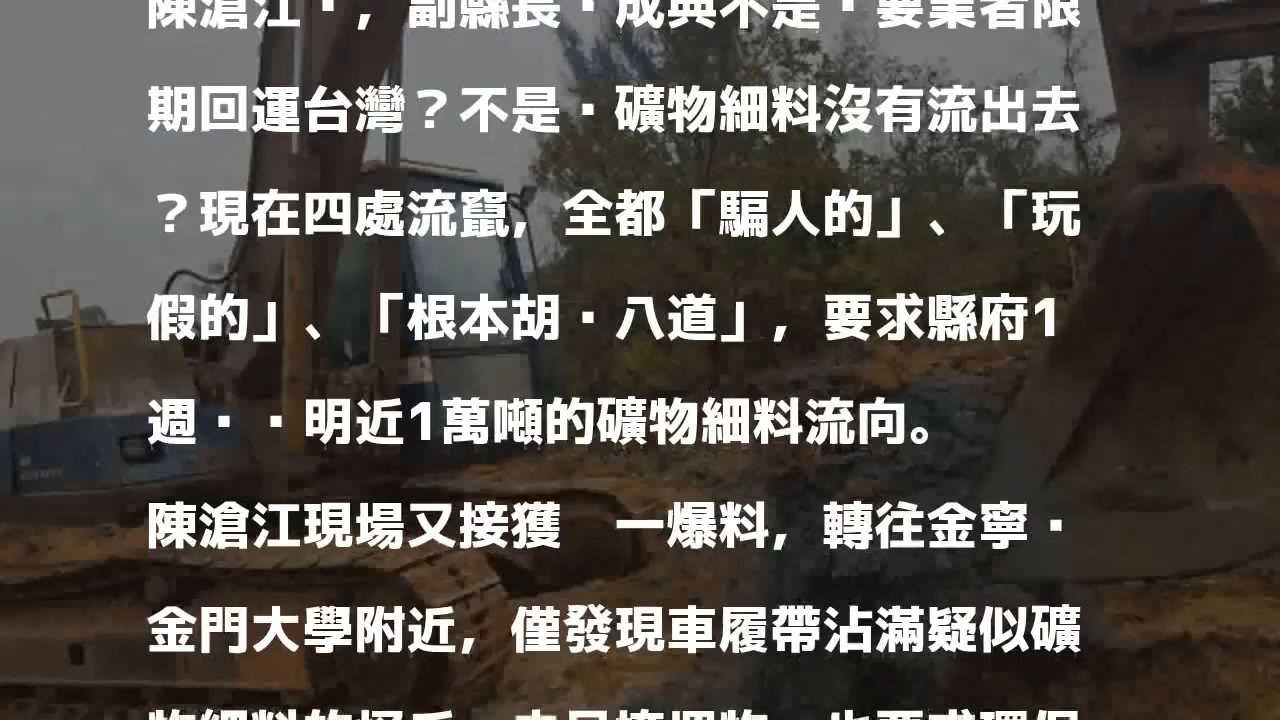 陳滄江·，副縣長·成典不是·要業者限
期回運台灣？不是·礦物細料沒有流出去
？現在四處流竄，全都「騙人的」、「玩
假的」、「根本胡·八道」，要求縣府1
週··明近1萬噸的礦物細料流向。
陳滄江現場又接獲　一爆料，轉往金寧·
金門大學附近，僅發現車履帶沾滿疑似礦